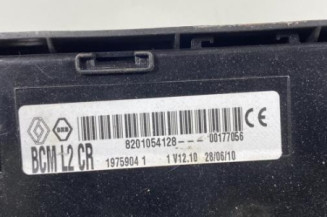 8201054128--- 00177056
BCM L2 CR
1975904 1 1 V12.10 28/06/10
CE